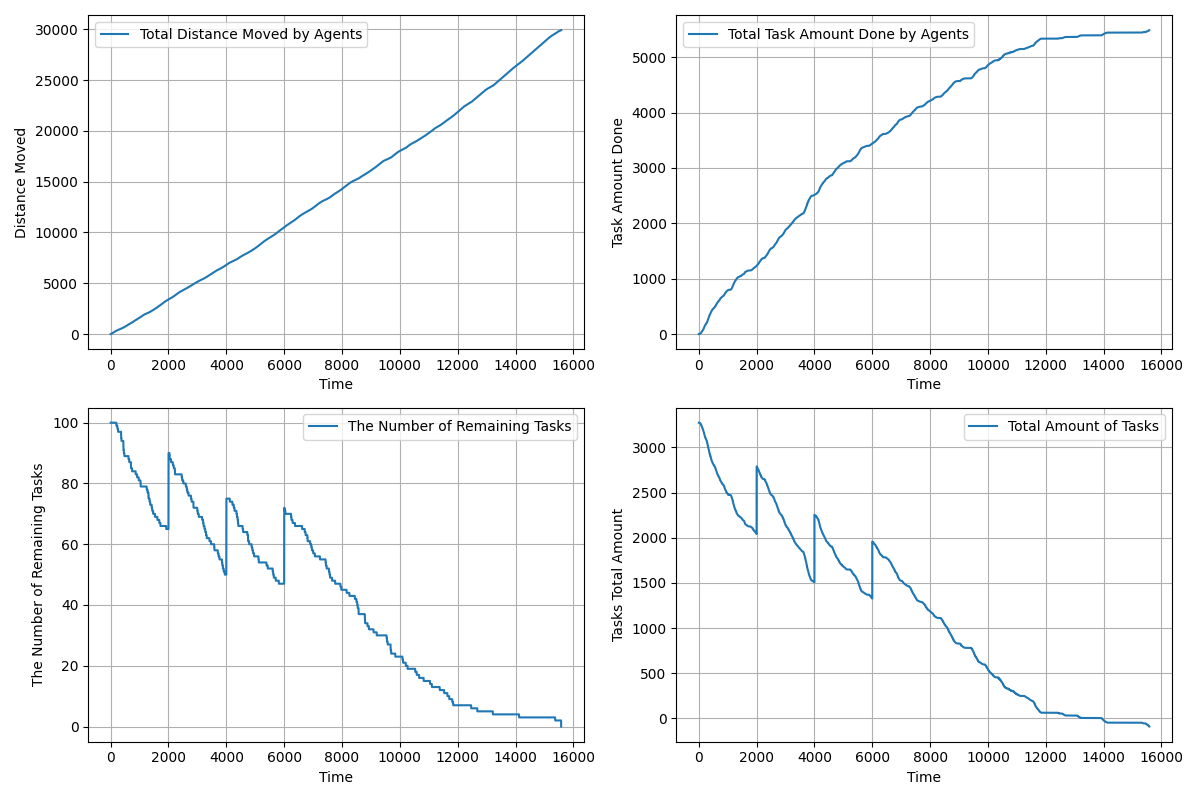 Total Distance Moved by Agents
Distance Moved
30000
25000
20000
15000
10000
5000
0
0 2000 4000 6000 8000 10000 12000 14000 16000
Time
Total Task Amount Done by Agents
Task Amount Done
5000
4000
3000
2000
1000
0
0 2000 4000 6000 8000 10000 12000 14000 16000
Time
The Number of Remaining Tasks
The Number of Remaining Tasks
100
80
60
40
20
0
0 2000 4000 6000 8000 10000 12000 14000 16000
Time
Total Amount of Tasks
Tasks Total Amount
3000
2500
2000
1500
1000
500
0
0 2000 4000 6000 8000 10000 12000 14000 16000
Time